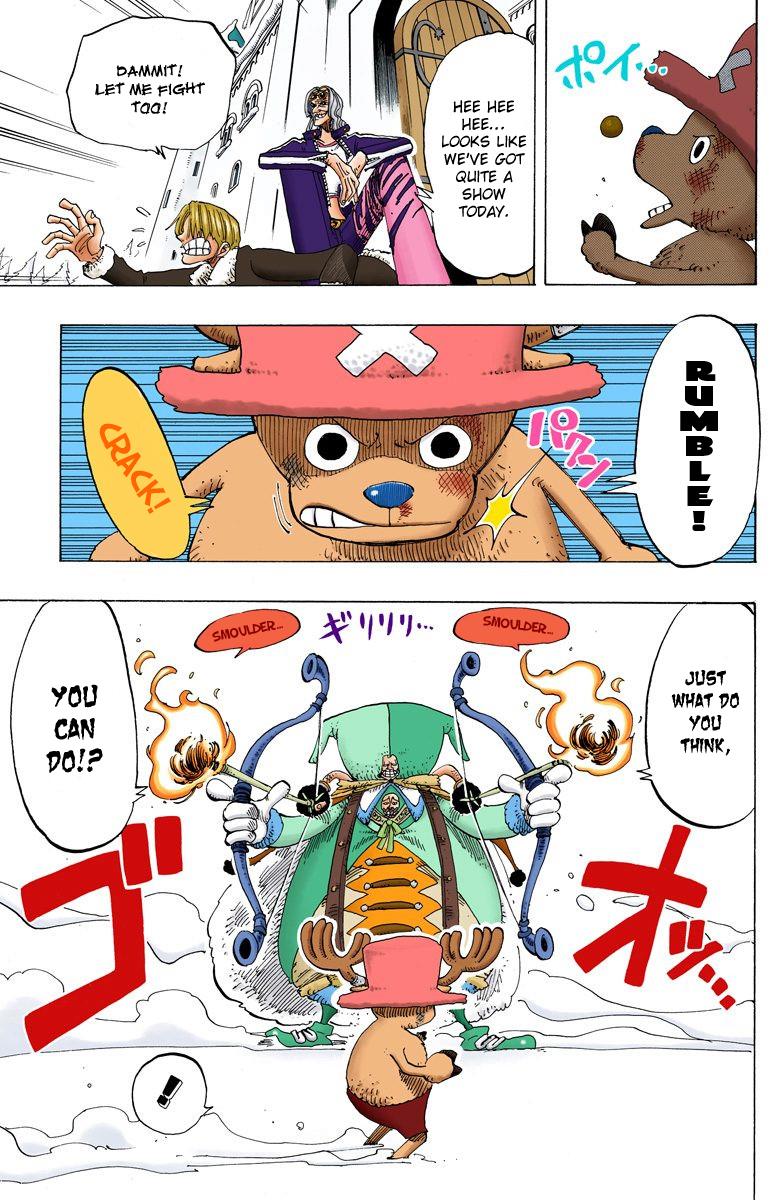 ポイ…
HEE HEE
HEE...
LOOKS LIKE
WE'VE GOT
QUITE A
SHOW
TODAY.
DAMMIT!
LET ME FIGHT
TOO!
RUMBLE!
パクン
CRACK!
JUST
WHAT DO
YOU
THINK,
SMOULDER...
ギリリリ…
SMOULDER...
YOU
CAN
DO!?
ゴオッ…
!